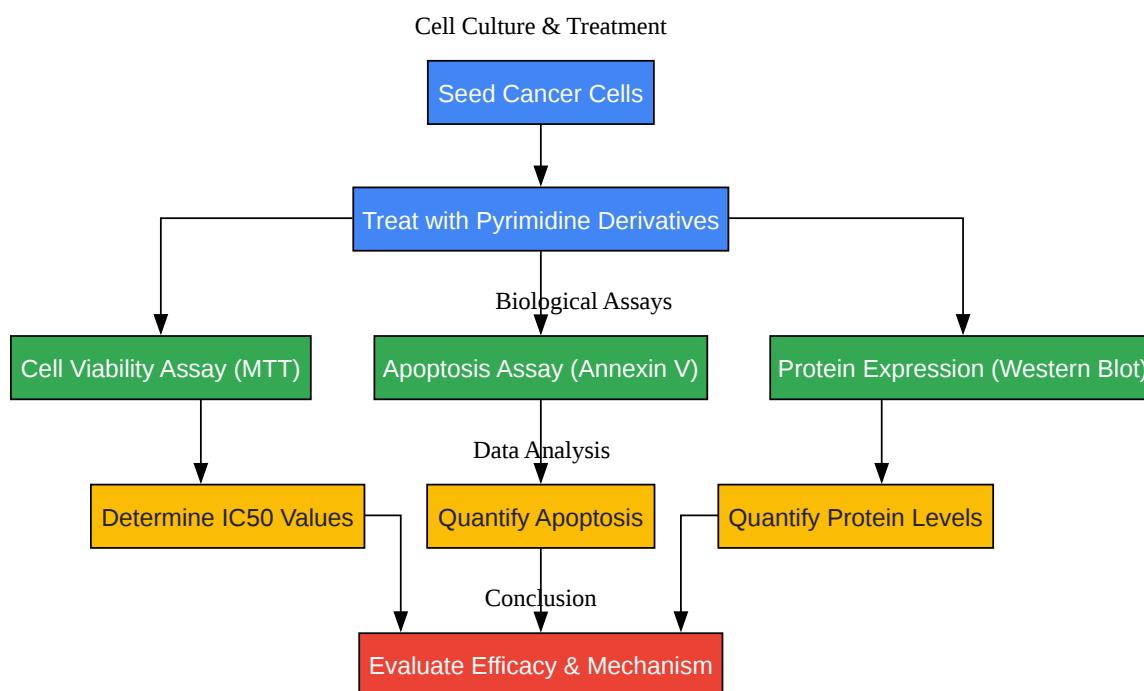 Cell Culture & Treatment
Seed Cancer Cells
Treat with Pyrimidine Derivatives
Biological Assays
Cell Viability Assay (MTT)
Apoptosis Assay (Annexin V)
Protein Expression (Western Blot)
Data Analysis
Determine IC50 Values
Quantify Apoptosis
Quantify Protein Levels
Conclusion
Evaluate Efficacy & Mechanism